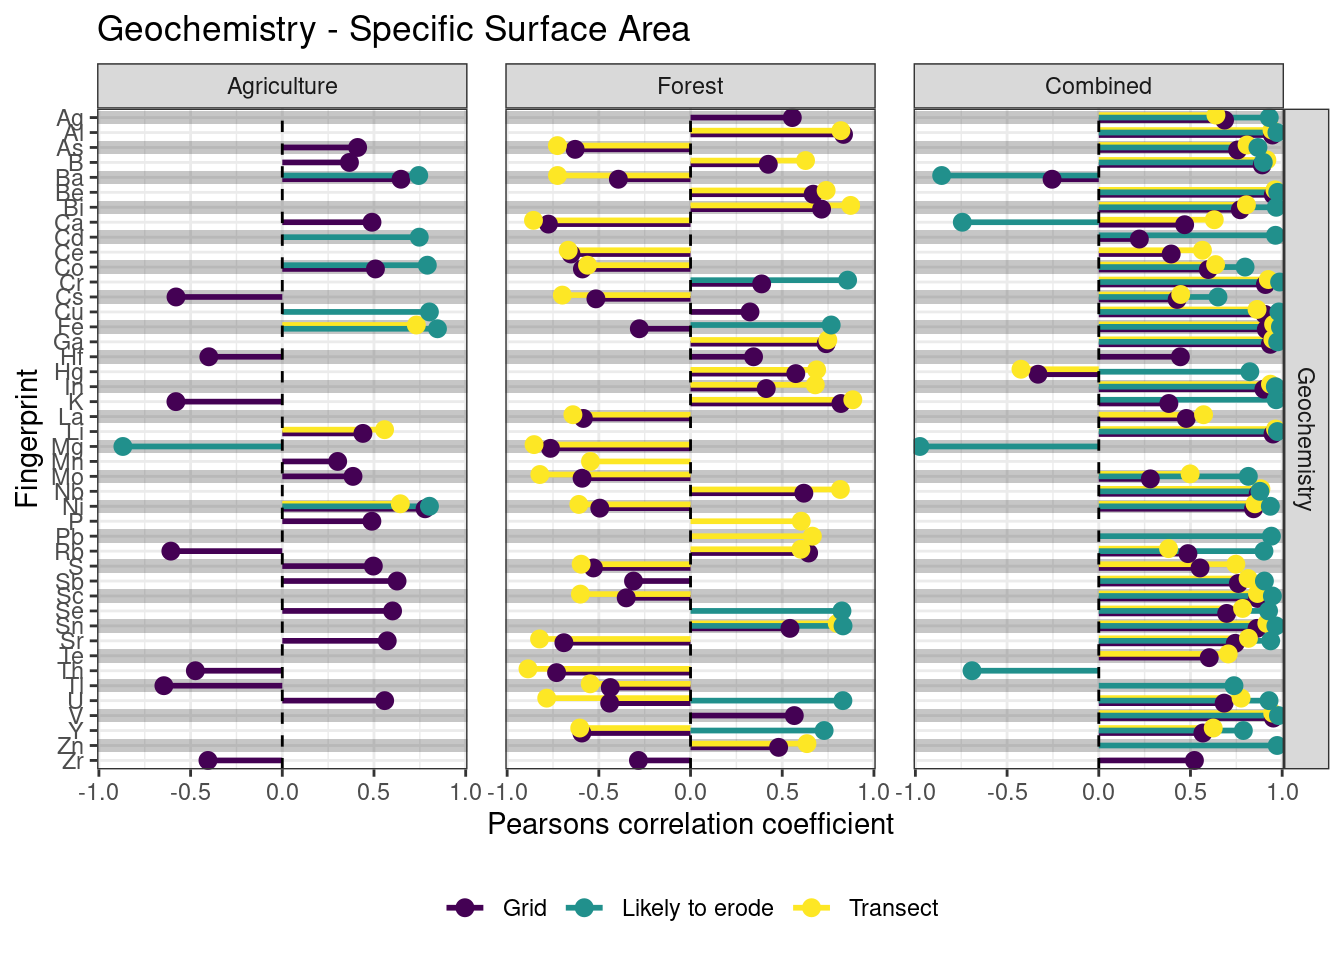 Geochemistry - Specific Surface Area
Agriculture
Forest
Combined
Fingerprint
Ag
Al
As
B
Ba
Be
Bi
Ca
Cd
Ce
Co
Cr
Cs
Cu
Fe
Ga
Hf
Hg
In
K
La
Li
Mg
Mn
Mo
Nb
Ni
P
Pb
Rb
S
Sb
Sc
Se
Sn
Sr
Te
Th
Tl
U
V
Y
Zn
Zr
Geochemistry
-1.0 -0.5 0.0 0.5 1.0
-1.0 -0.5 0.0 0.5 1.0
-1.0 -0.5 0.0 0.5 1.0
Pearsons correlation coefficient
Grid Likely to erode Transect